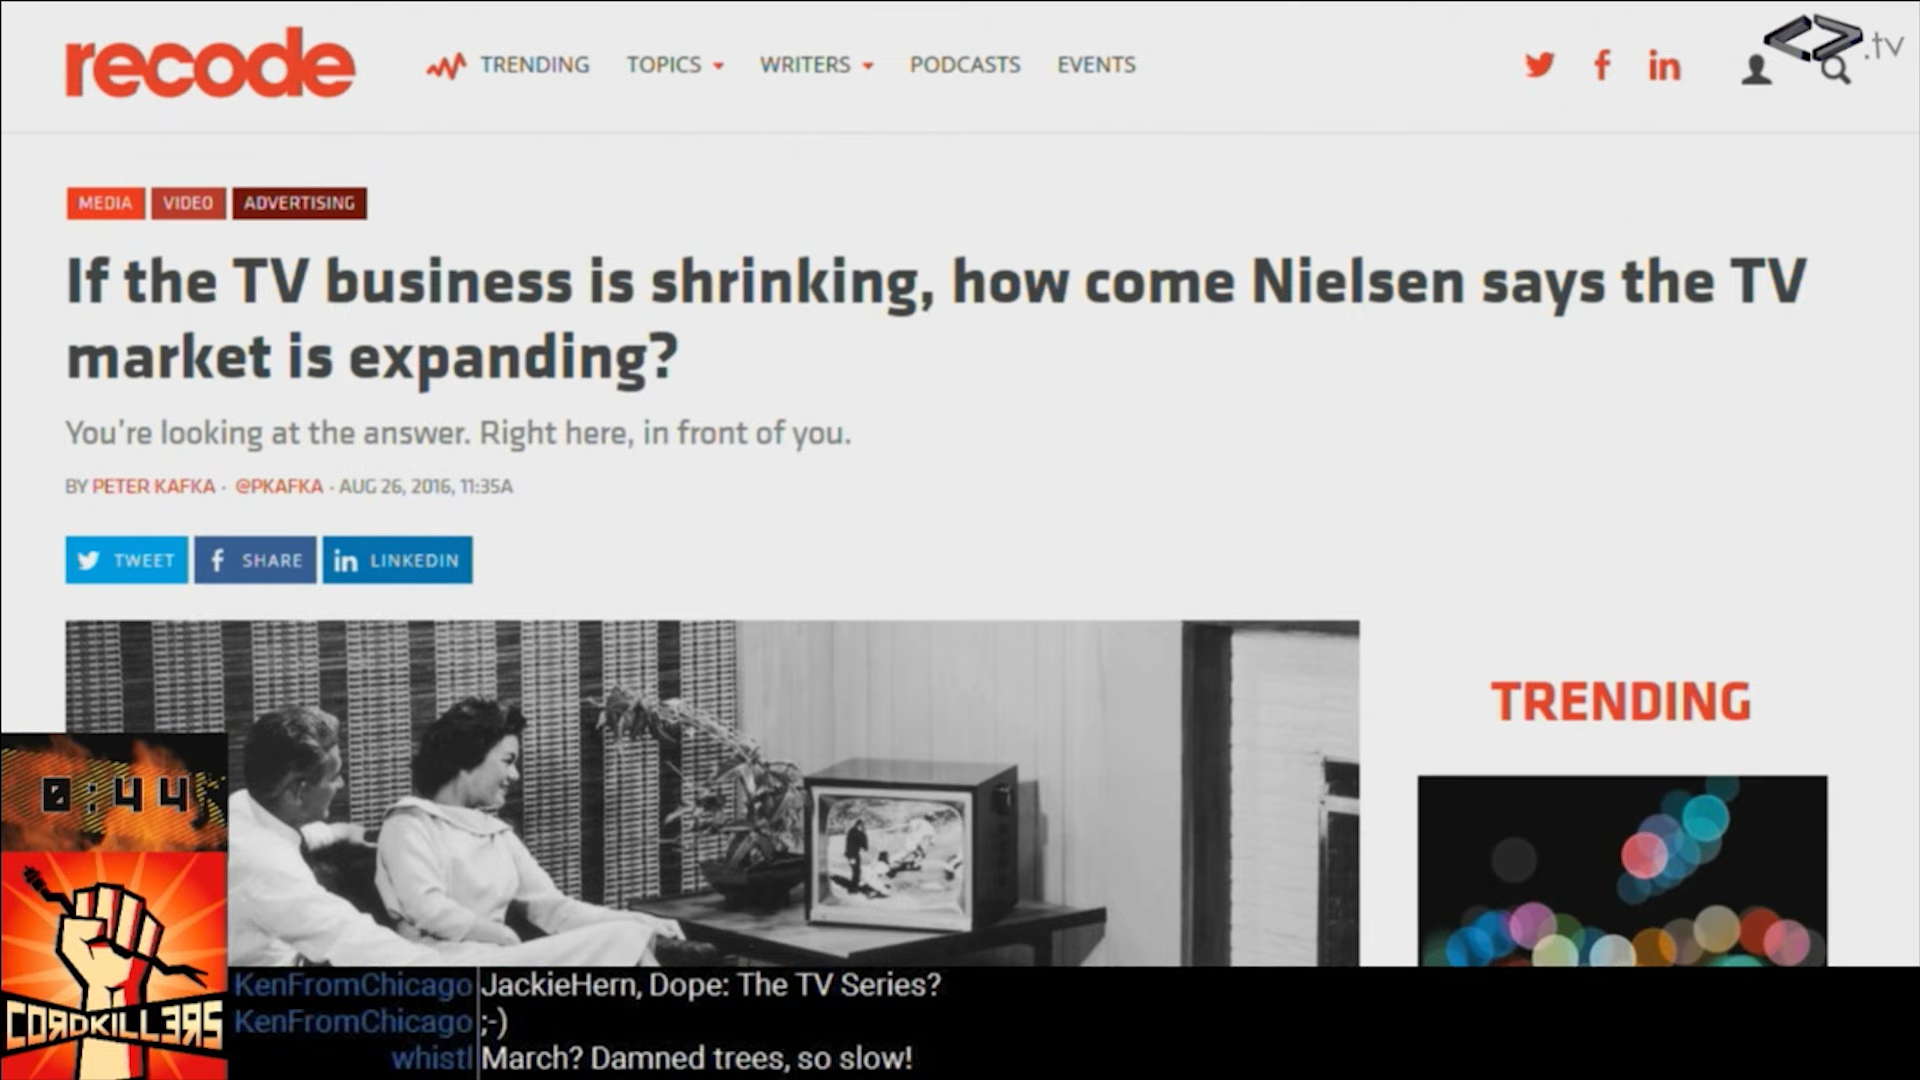 recode
TRENDING
TOPICS
WRITERS
PODCASTS
EVENTS
.tv
MEDIA
VIDEO
ADVERTISING
If the TV business is shrinking, how come Nielsen says the TV
market is expanding?
You're looking at the answer. Right here, in front of you.
BY PETER KAFKA · @PKAFKA · AUG 26, 2016, 11:35A
TWEET
SHARE
LINKEDIN
TRENDING
0:44
CORDKILLERS
KenFromChicago JackieHern, Dope: The TV Series?
KenFromChicago ;-)
whistl March? Damned trees, so slow!